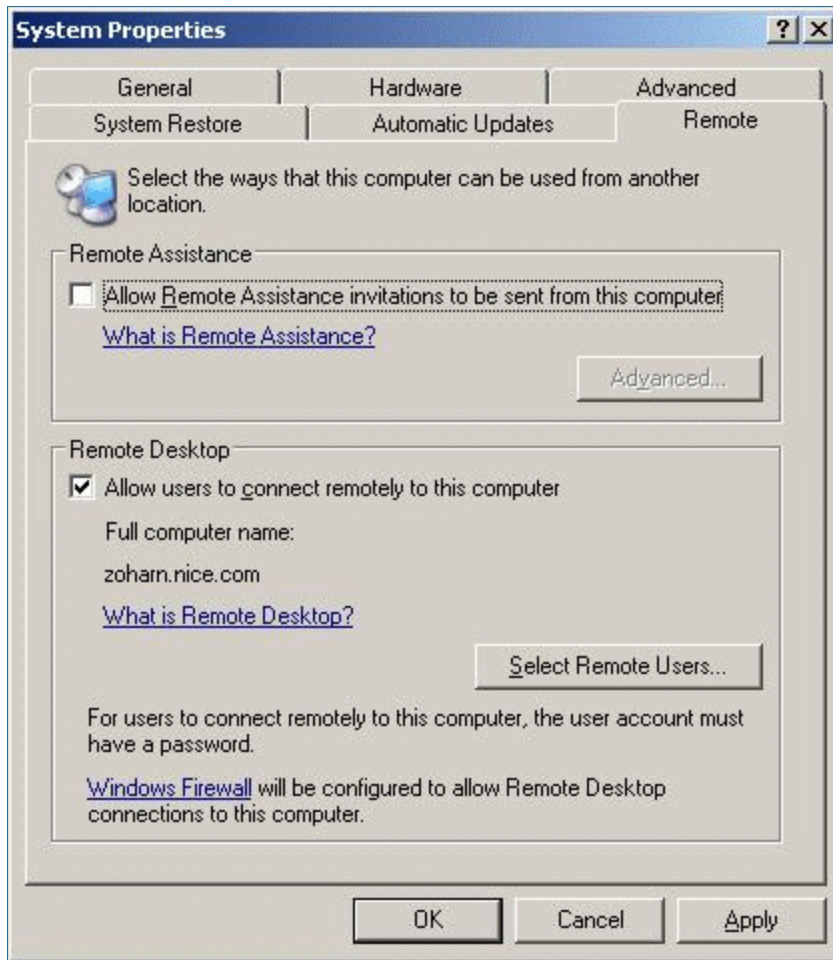 System Properties
General
Hardware
Advanced
System Restore
Automatic Updates
Remote
Select the ways that this computer can be used from another
location.
Remote Assistance
Allow Remote Assistance invitations to be sent from this computer
What is Remote Assistance?
Advanced...
Remote Desktop
Allow users to connect remotely to this computer
Full computer name:
zoharn.nice.com
What is Remote Desktop?
Select Remote Users...
For users to connect remotely to this computer, the user account must
have a password.
Windows Firewall will be configured to allow Remote Desktop
connections to this computer.
OK
Cancel
Apply